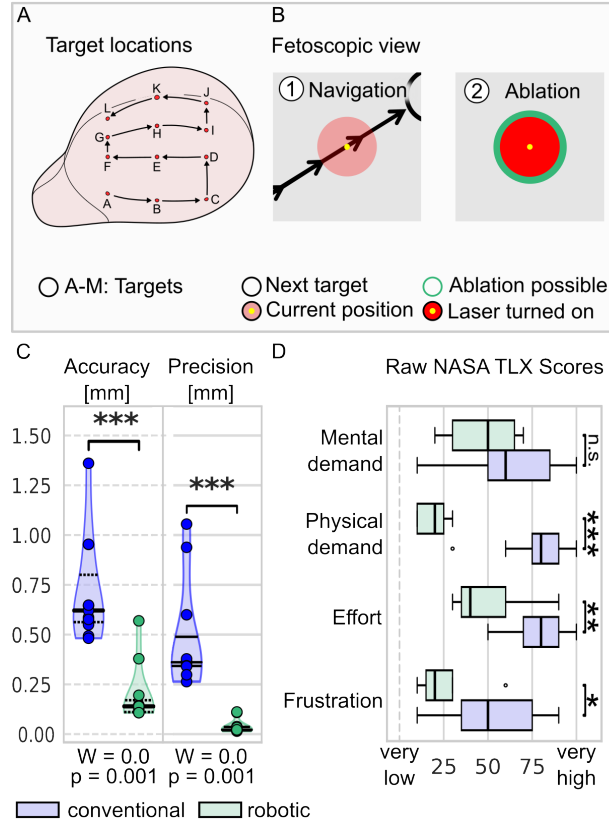 A
B
Target locations
Fetoscopic view
K
J
L
G
H
I
F
E
D
A
B
C
1 Navigation
2 Ablation
A-M: Targets
Next target
Ablation possible
Current position
Laser turned on
C
D
Accuracy
[mm]
Precision
[mm]
Raw NASA TLX Scores
***
***
1.50
1.25
1.00
0.75
0.50
0.25
0.00
W = 0.0
p = 0.001
W = 0.0
p = 0.001
conventional
robotic
Mental
demand
n.s.
Physical
demand
***
Effort
**
Frustration
*
very
low
25
50
75
very
high